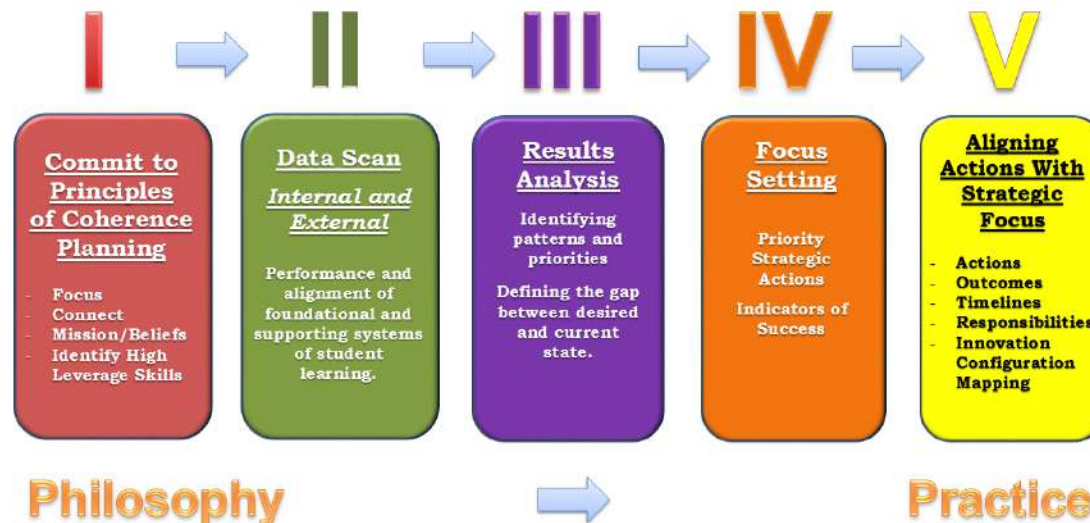 I II III IV V
Commit to
Principles
of Coherence
Planning
- Focus
- Connect
- Mission/Beliefs
- Identify High
Leverage Skills
Data Scan
Internal and
External
Performance and
alignment of
foundational and
supporting systems
of student
learning.
Results
Analysis
Identifying
patterns and
priorities
Defining the gap
between desired
and current
state.
Focus
Setting
Priority
Strategic
Actions
Indicators of
Success
Aligning
Actions With
Strategic
Focus
- Actions
- Outcomes
- Timelines
- Responsibilities
- Innovation
Configuration
Mapping
Philosophy Practice